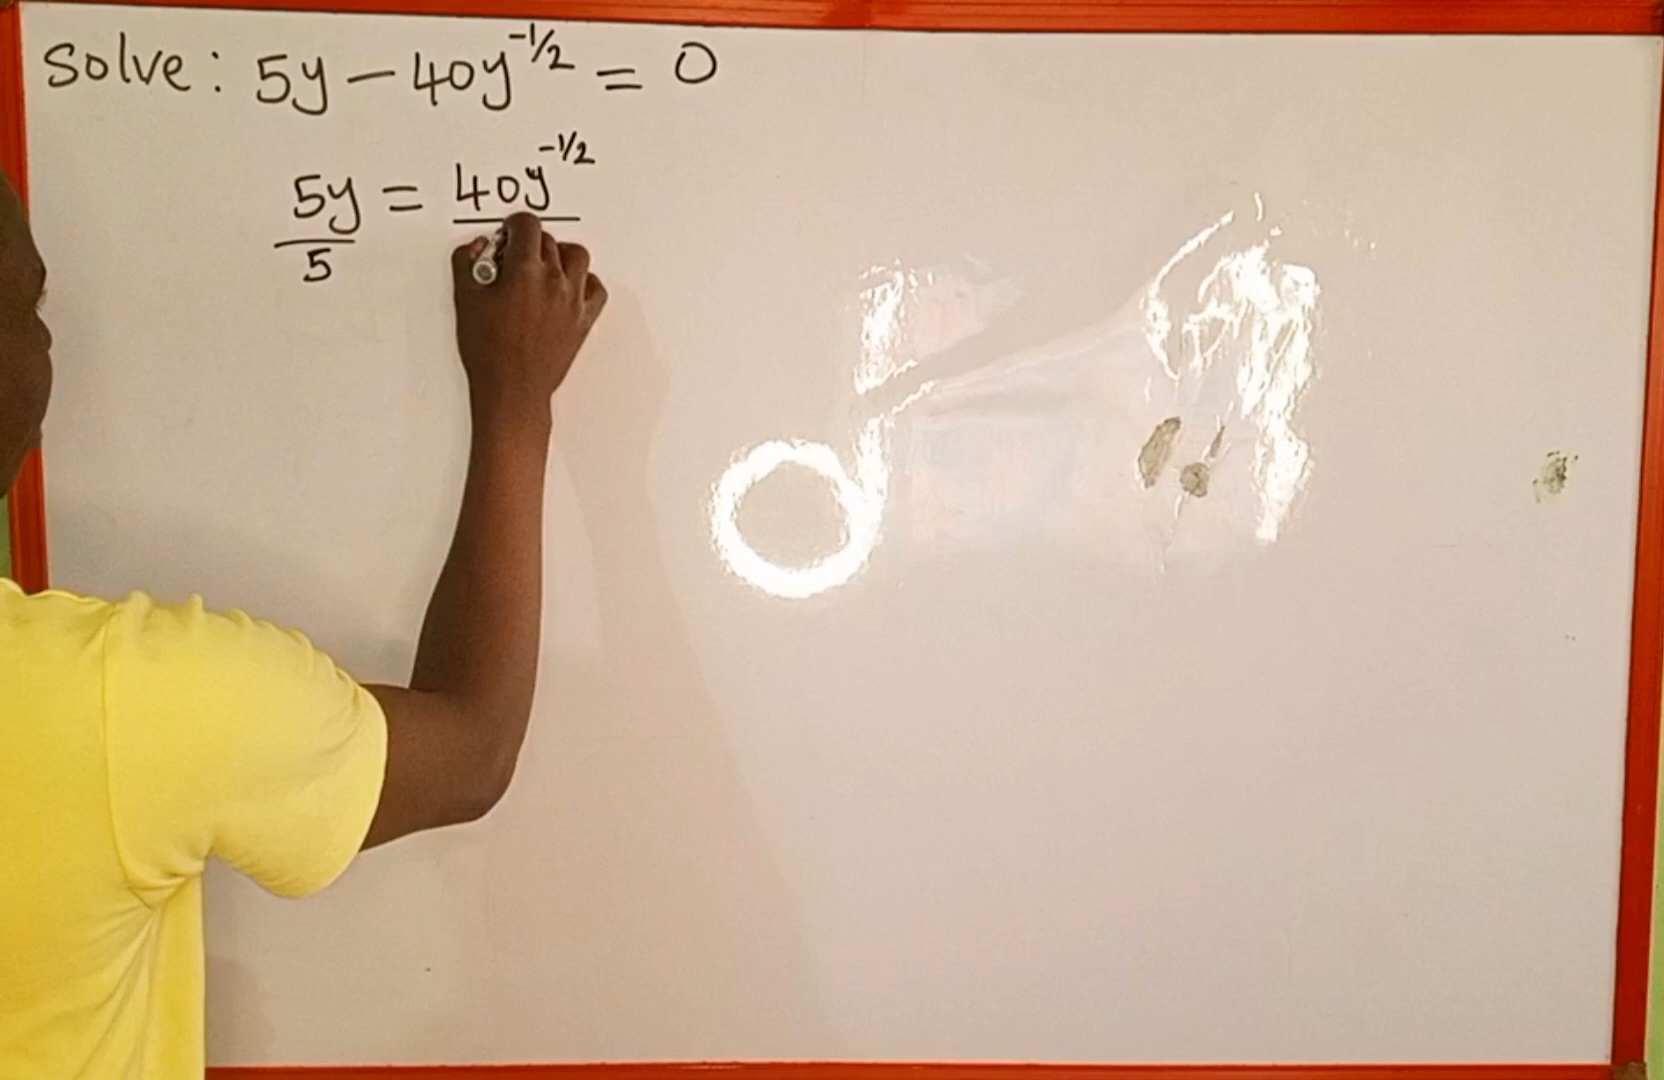 Solve: 5y − 40y^-1/2 = 0
5y = 40y^-1/2
5